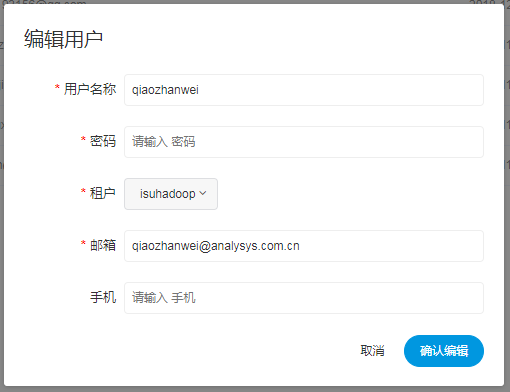 编辑用户
* 用户名称 qiaozhanwei
* 密码 请输入 密码
* 租户 isuhadoop
* 邮箱 qiaozhanwei@analysys.com.cn
手机 请输入 手机
取消 确认编辑